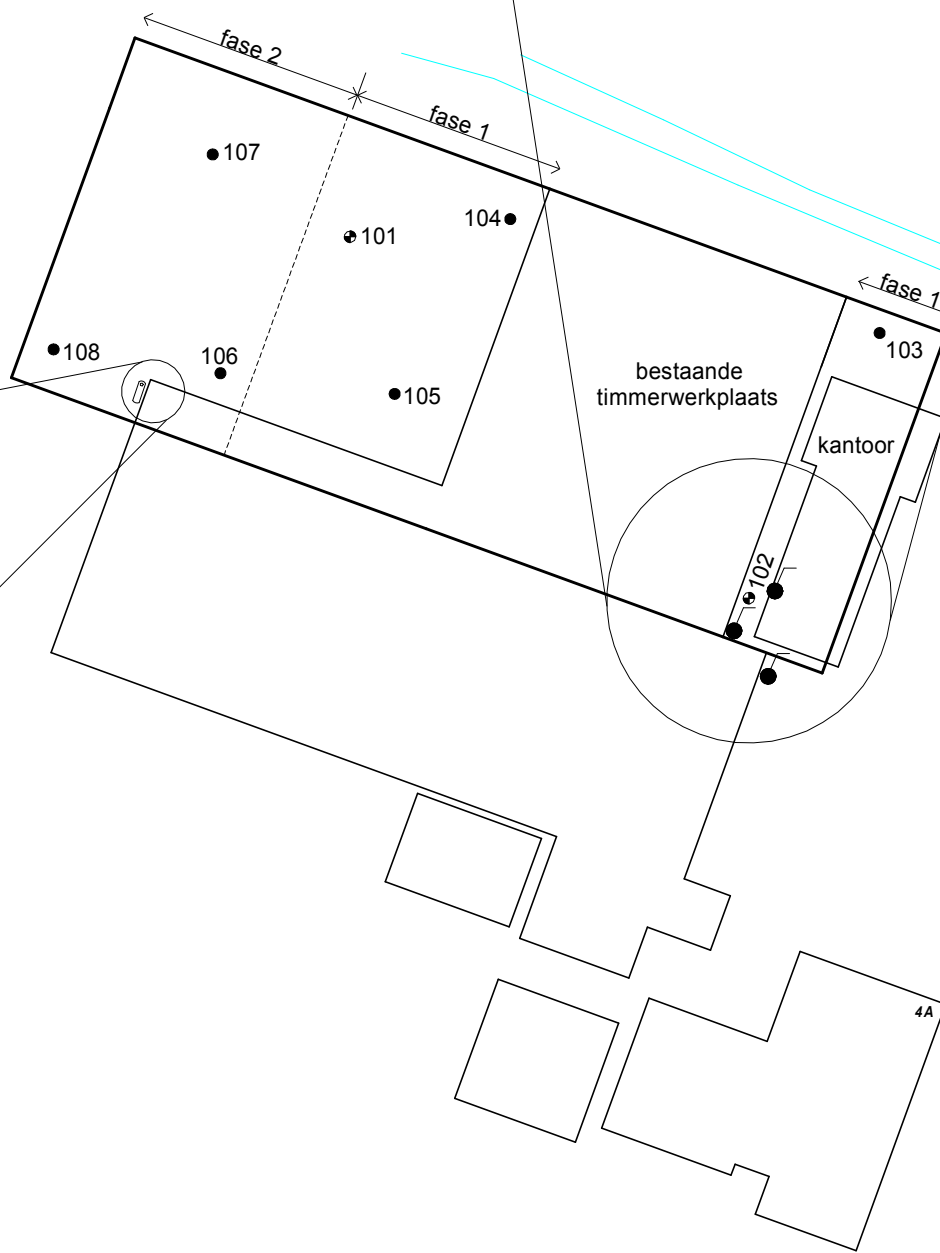 fase 2
fase 1
107
101
104
fase 1
103
108
106
105
bestaande
timmerwerkplaats
kantoor
102
4A